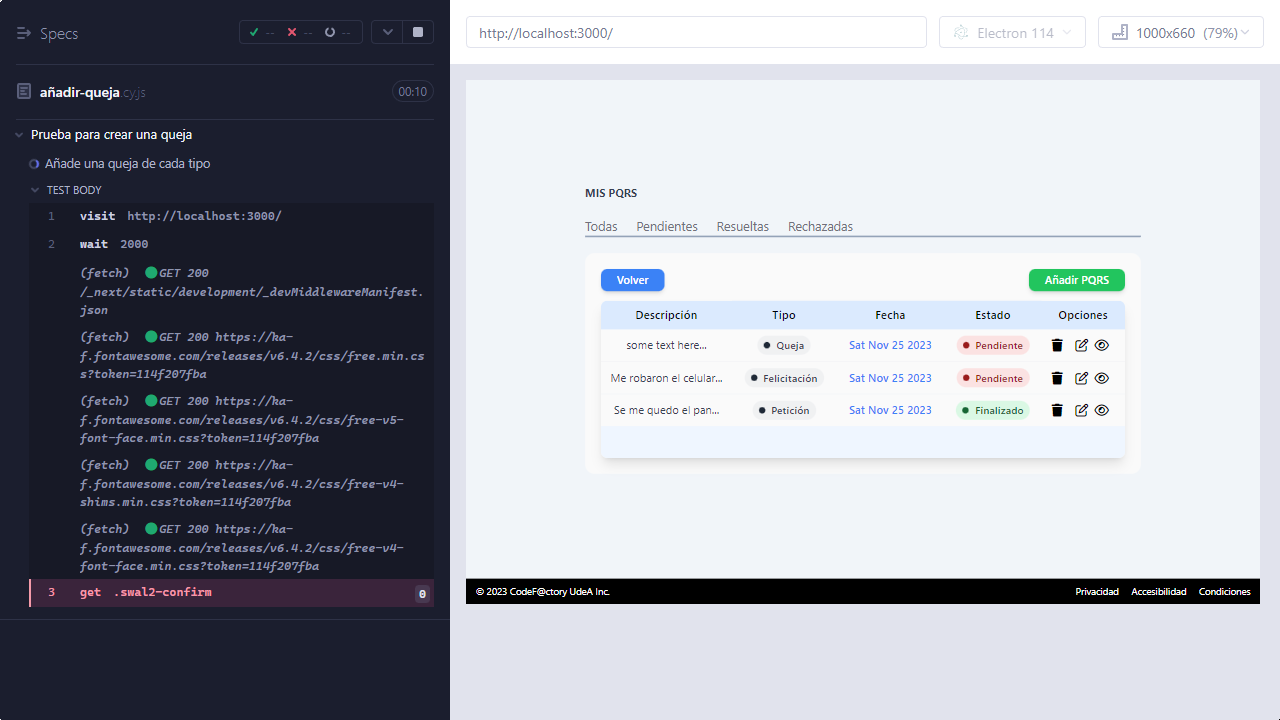 Specs
-- -- --
añadir-queja.cy.js
00:10
Prueba para crear una queja
Añade una queja de cada tipo
TEST BODY
1 visit http://localhost:3000/
2 wait 2000
(fetch) GET 200
/_next/static/development/_devMiddlewareManifest.
json
(fetch) GET 200 https://ka-
f.fontawesome.com/releases/v6.4.2/css/free.min.cs
s?token=114f207fba
(fetch) GET 200 https://ka-
f.fontawesome.com/releases/v6.4.2/css/free-v5-
font-face.min.css?token=114f207fba
(fetch) GET 200 https://ka-
f.fontawesome.com/releases/v6.4.2/css/free-v4-
shims.min.css?token=114f207fba
(fetch) GET 200 https://ka-
f.fontawesome.com/releases/v6.4.2/css/free-v4-
font-face.min.css?token=114f207fba
3 get .swal2-confirm 0
http://localhost:3000/
Electron 114
1000x660 (79%)
MIS PQRS
Todas Pendientes Resueltas Rechazadas
Volver Añadir PQRS
Descripción Tipo Fecha Estado Opciones
some text here... Queja Sat Nov 25 2023 Pendiente
Me robaron el celular... Felicitación Sat Nov 25 2023 Pendiente
Se me quedo el pan... Petición Sat Nov 25 2023 Finalizado
© 2023 CodeF@ctory UdeA Inc. Privacidad Accesibilidad Condiciones